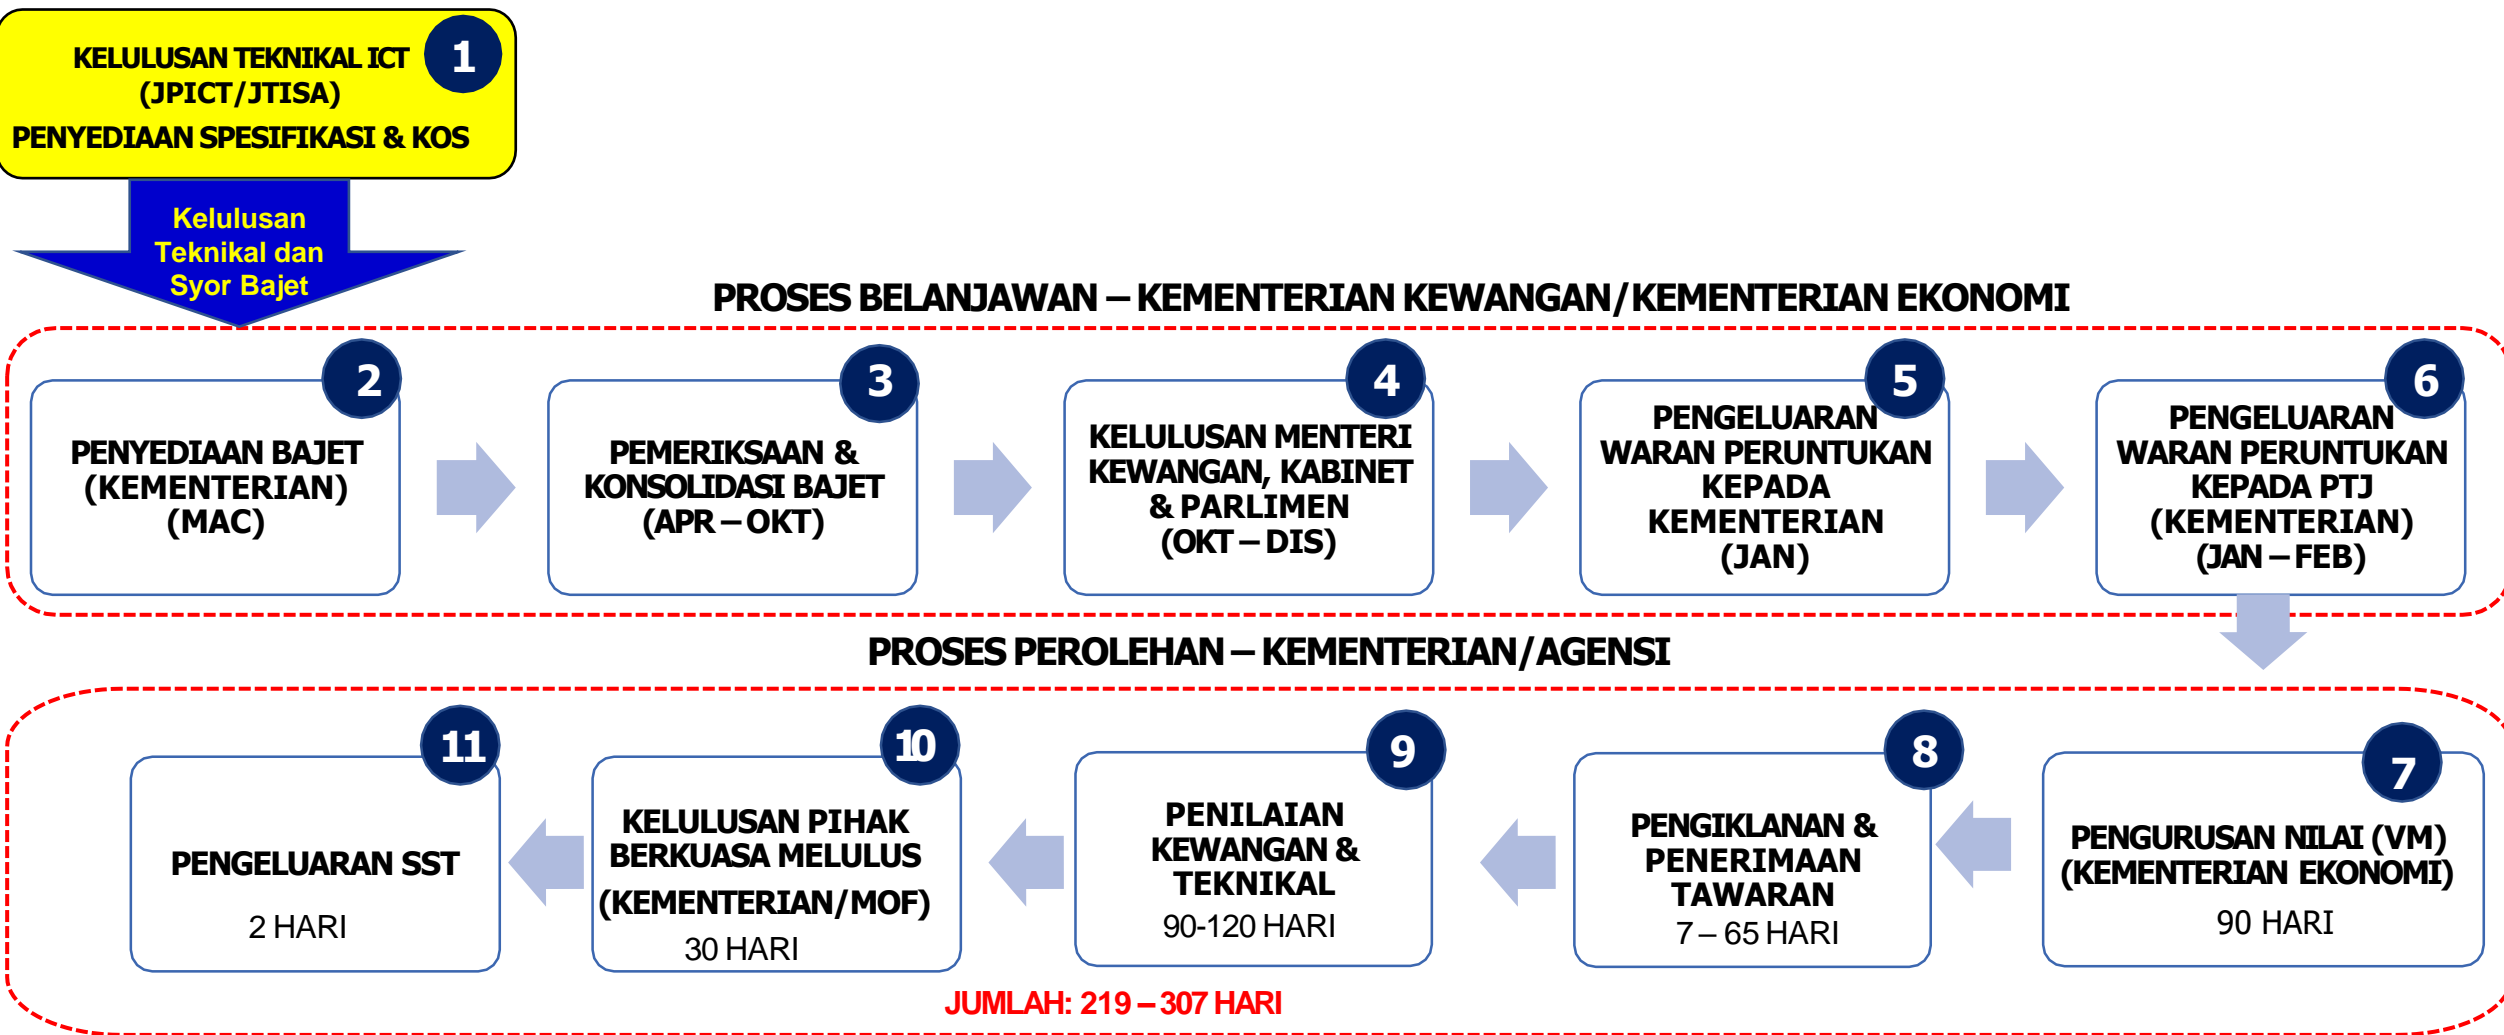 1
KELULUSAN TEKNIKAL ICT
(JPICT/JTISA)
PENYEDIAAN SPESIFIKASI & KOS
Kelulusan
Teknikal dan
Syor Bajet
PROSES BELANJAWAN – KEMENTERIAN KEWANGAN/KEMENTERIAN EKONOMI
2
PENYEDIAAN BAJET
(KEMENTERIAN)
(MAC)
3
PEMERIKSAAN &
KONSOLIDASI BAJET
(APR – OKT)
4
KELULUSAN MENTERI
KEWANGAN, KABINET
& PARLIMEN
(OKT – DIS)
5
PENGELUARAN
WARAN PERUNTUKAN
KEPADA
KEMENTERIAN
(JAN)
6
PENGELUARAN
WARAN PERUNTUKAN
KEPADA PTJ
(KEMENTERIAN)
(JAN – FEB)
PROSES PEROLEHAN – KEMENTERIAN/AGENSI
11
PENGELUARAN SST
2 HARI
10
KELULUSAN PIHAK
BERKUASA MELULUS
(KEMENTERIAN/MOF)
30 HARI
9
PENILAIAN
KEWANGAN &
TEKNIKAL
90-120 HARI
8
PENGIKLANAN &
PENERIMAAN
TAWARAN
7 – 65 HARI
7
PENGURUSAN NILAI (VM)
(KEMENTERIAN EKONOMI)
90 HARI
JUMLAH: 219 – 307 HARI